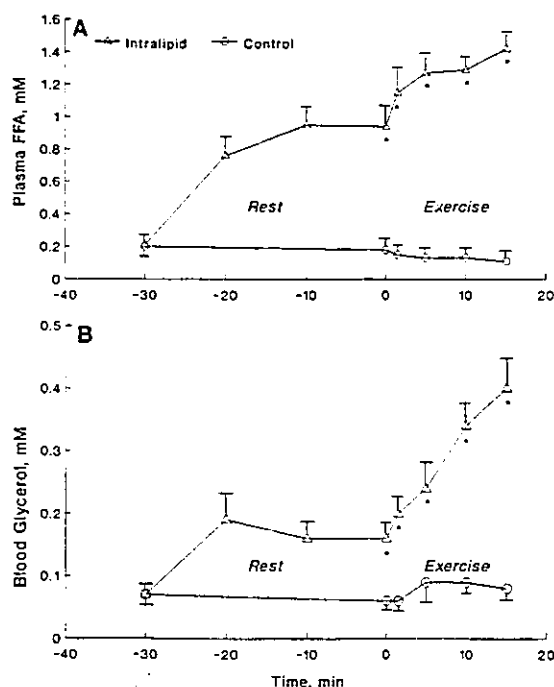 A
Intralipid Control
Plasma FFA, mM
1.6
1.4
1.2
1
0.8
0.6
0.4
0.2
0
Rest Exercise
-40 -30 -20 -10 0 10 20
B
Blood Glycerol, mM
0.5
0.4
0.3
0.2
0.1
0
Rest Exercise
-40 -30 -20 -10 0 10 20
Time, min